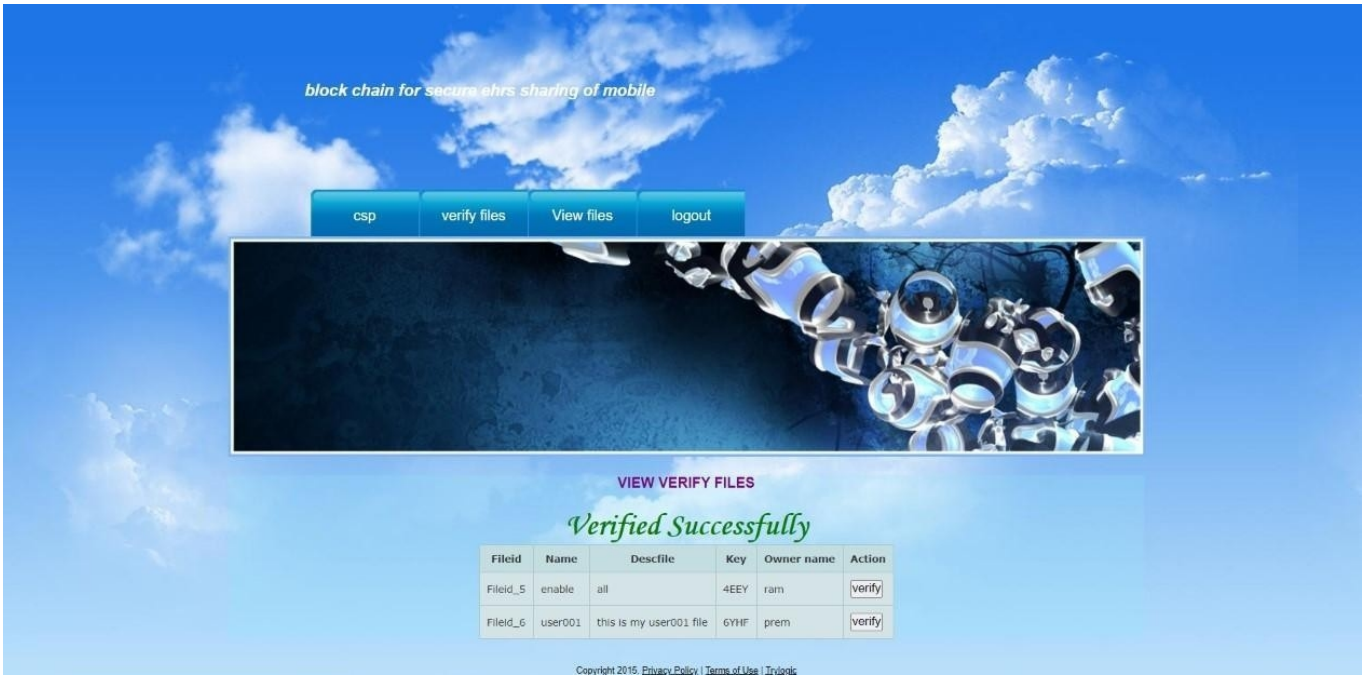 block chain for secura ehrs sharing of mobile
csp verify files View files logout
VIEW VERIFY FILES
Verified Successfully
Fileid Name Descfile Key Owner name Action
Fileid_5 enable all 4EEY ram verify
Fileid_6 user001 this is my user001 file 6YHF prem verify
Copyright 2015. Privacy Policy | Terms of Use | Trylogic